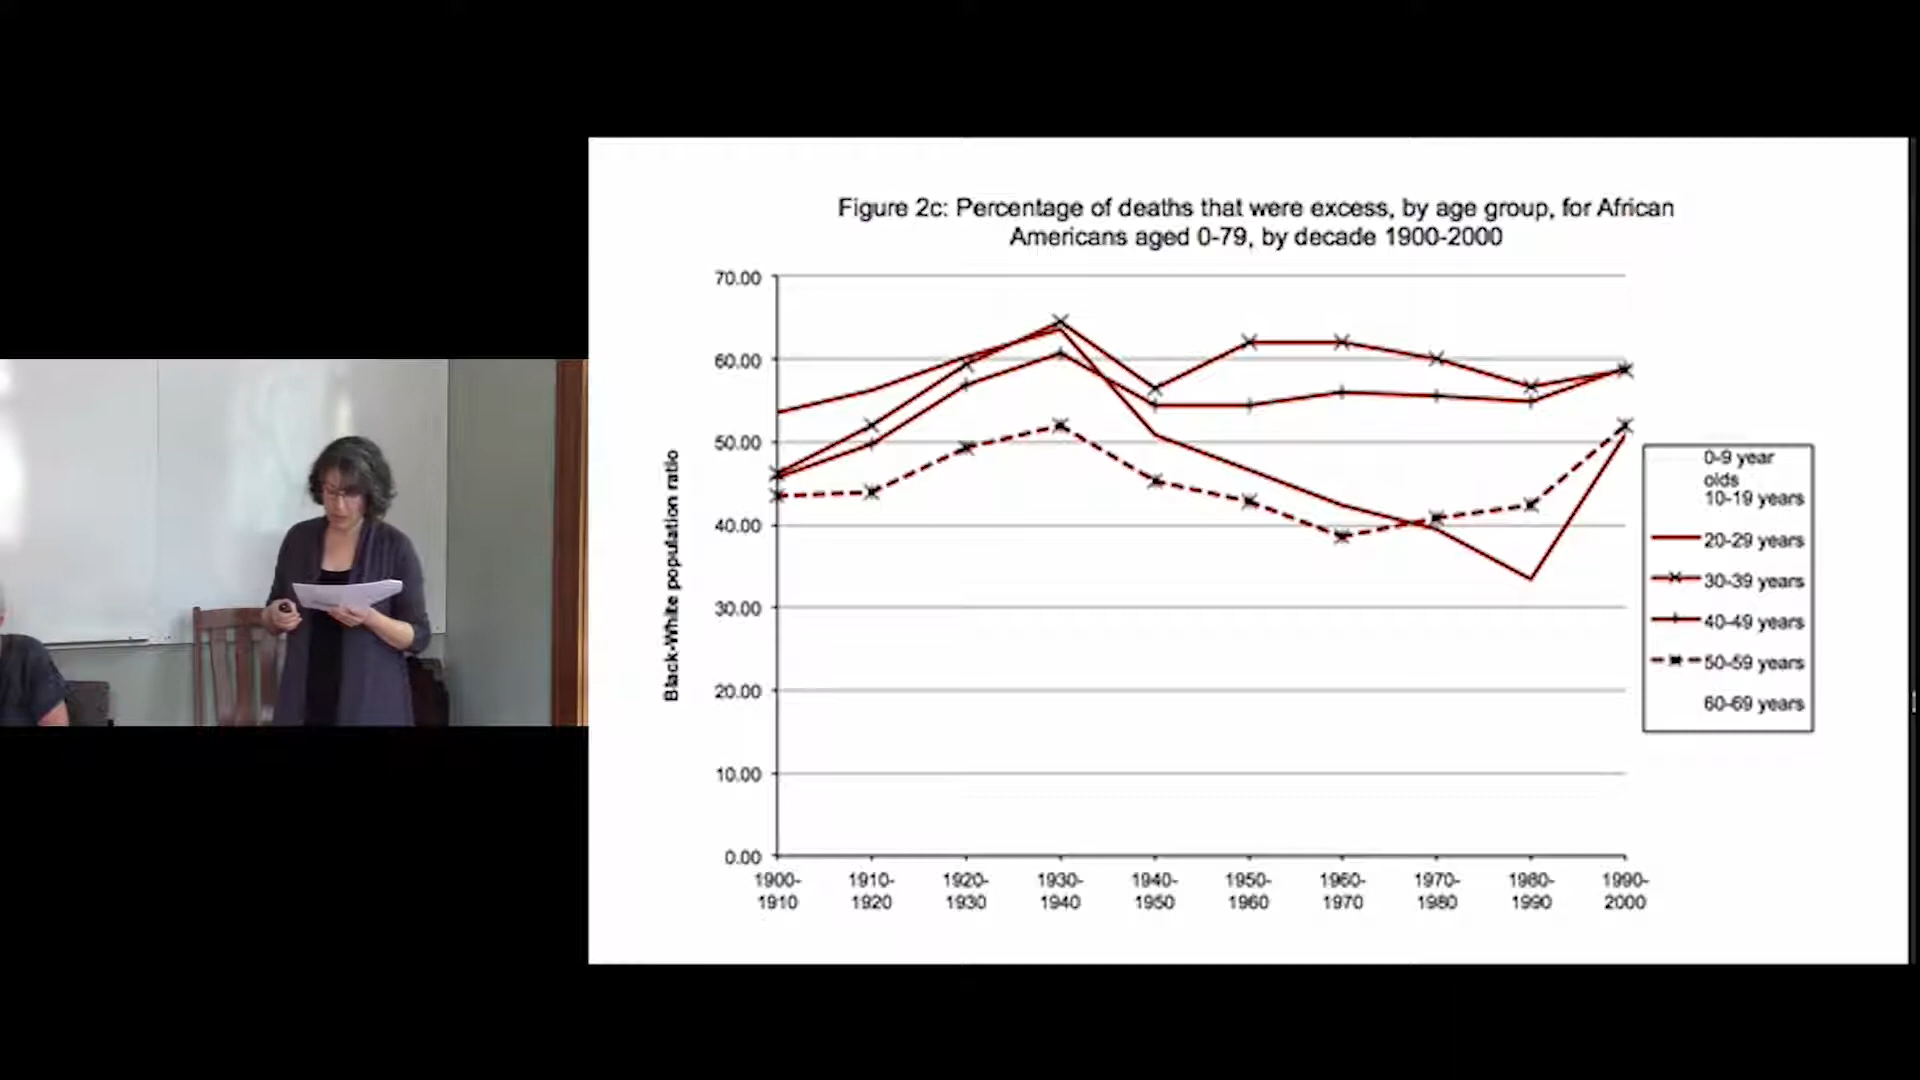 Figure 2c: Percentage of deaths that were excess, by age group, for African
Americans aged 0-79, by decade 1900-2000
70.00
60.00
50.00
40.00
30.00
20.00
10.00
0.00
Black-White population ratio
1900-
1910
1910-
1920
1920-
1930
1930-
1940
1940-
1950
1950-
1960
1960-
1970
1970-
1980
1980-
1990
1990-
2000
0-9 year
olds
10-19 years
20-29 years
30-39 years
40-49 years
50-59 years
60-69 years